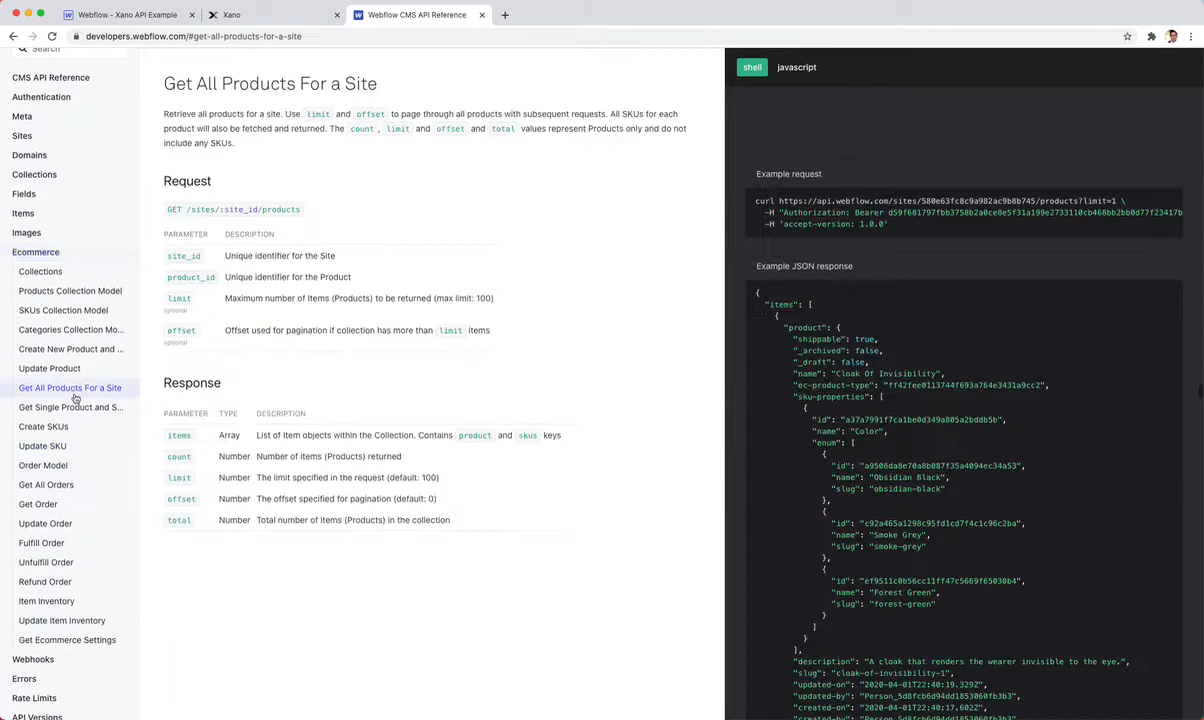 Webflow - Xano API Example
Xano
Webflow CMS API Reference
developers.webflow.com/#get-all-products-for-a-site
Search
CMS API Reference
Authentication
Meta
Sites
Domains
Collections
Fields
Items
Images
Ecommerce
Collections
Products Collection Model
SKUs Collection Model
Categories Collection Mo...
Create New Product and ...
Update Product
Get All Products For a Site
Get Single Product and S...
Create SKUs
Update SKU
Order Model
Get All Orders
Get Order
Update Order
Fulfill Order
Unfulfill Order
Refund Order
Item Inventory
Update Item Inventory
Get Ecommerce Settings
Webhooks
Errors
Rate Limits
API Versions
Get All Products For a Site
Retrieve all products for a site. Use limit and offset to page through all products with subsequent requests. All SKUs for each
product will also be fetched and returned. The count , limit and offset and total values represent Products only and do not
include any SKUs.
Request
GET /sites/:site_id/products
PARAMETER DESCRIPTION
site_id Unique identifier for the Site
product_id Unique identifier for the Product
limit Maximum number of Items (Products) to be returned (max limit: 100)
optional
offset Offset used for pagination if collection has more than limit items
optional
Response
PARAMETER TYPE DESCRIPTION
items Array List of Item objects within the Collection. Contains product and skus keys
count Number Number of items (Products) returned
limit Number The limit specified in the request (default: 100)
offset Number The offset specified for pagination (default: 0)
total Number Total number of items (Products) in the collection
shell javascript
Example request
curl https://api.webflow.com/sites/580e63fc8c9a982ac9b8b745/products?limit=1 \
-H "Authorization: Bearer d59f681797fbb3758b2a0ce8e5f31a199e2733110cb468bb2bb0d77f23417b
-H 'accept-version: 1.0.0'
Example JSON response
{
"items": [
{
"product": {
"shippable": true,
"_archived": false,
"_draft": false,
"name": "Cloak Of Invisibility",
"ec-product-type": "ff42fee0113744f693a764e3431a9cc2",
"sku-properties": [
{
"id": "a37a7991f7ca1be0d349a805a2bddb5b",
"name": "Color",
"enum": [
{
"id": "a9506da8e70a8b087f35a4094ec34a53",
"name": "Obsidian Black",
"slug": "obsidian-black"
},
{
"id": "c92a465a1298c95fd1cd7f4c1c96c2ba",
"name": "Smoke Grey",
"slug": "smoke-grey"
},
{
"id": "ef9511c0b56cc11ff47c5669f65030b4",
"name": "Forest Green",
"slug": "forest-green"
}
]
}
],
"description": "A cloak that renders the wearer invisible to the eye.",
"slug": "cloak-of-invisibility-1",
"updated-on": "2020-04-01T22:40:19.329Z",
"updated-by": "Person_5d8fcb6d94dd1853060fb3b3",
"created-on": "2020-04-01T22:40:17.602Z",
"created-by": "Person_5d8fcb6d94dd1853060fb3b3",